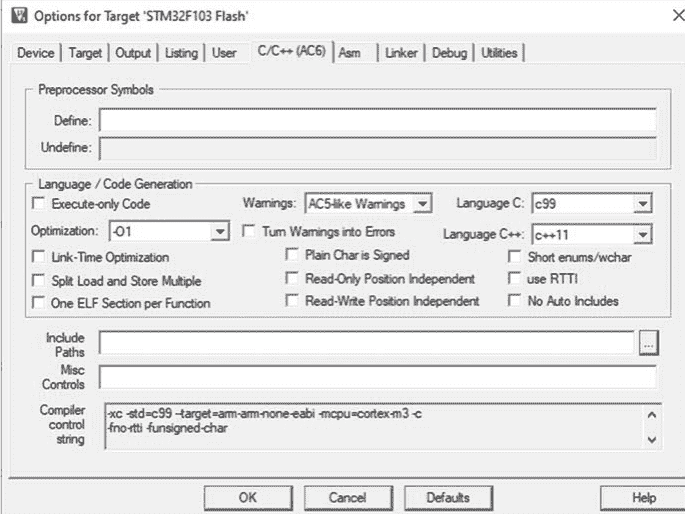 Options for Target 'STM32F103 Flash'
Device Target Output Listing User C/C++ (AC6) Asm Linker Debug Utilities
Preprocessor Symbols
Define:
Undefine:
Language / Code Generation
Execute-only Code Warnings: AC5-like Warnings Language C: c99
Optimization: -O1 Turn Warnings into Errors Language C++: c++11
Link-Time Optimization Plain Char is Signed Short enums/wchar
Split Load and Store Multiple Read-Only Position Independent use RTTI
One ELF Section per Function Read-Write Position Independent No Auto Includes
Include
Paths ...
Misc
Controls
Compiler
control
string
-xc -std=c99 --target=arm-arm-none-eabi -mcpu=cortex-m3 -c
-fno-rtti -funsigned-char
OK Cancel Defaults Help